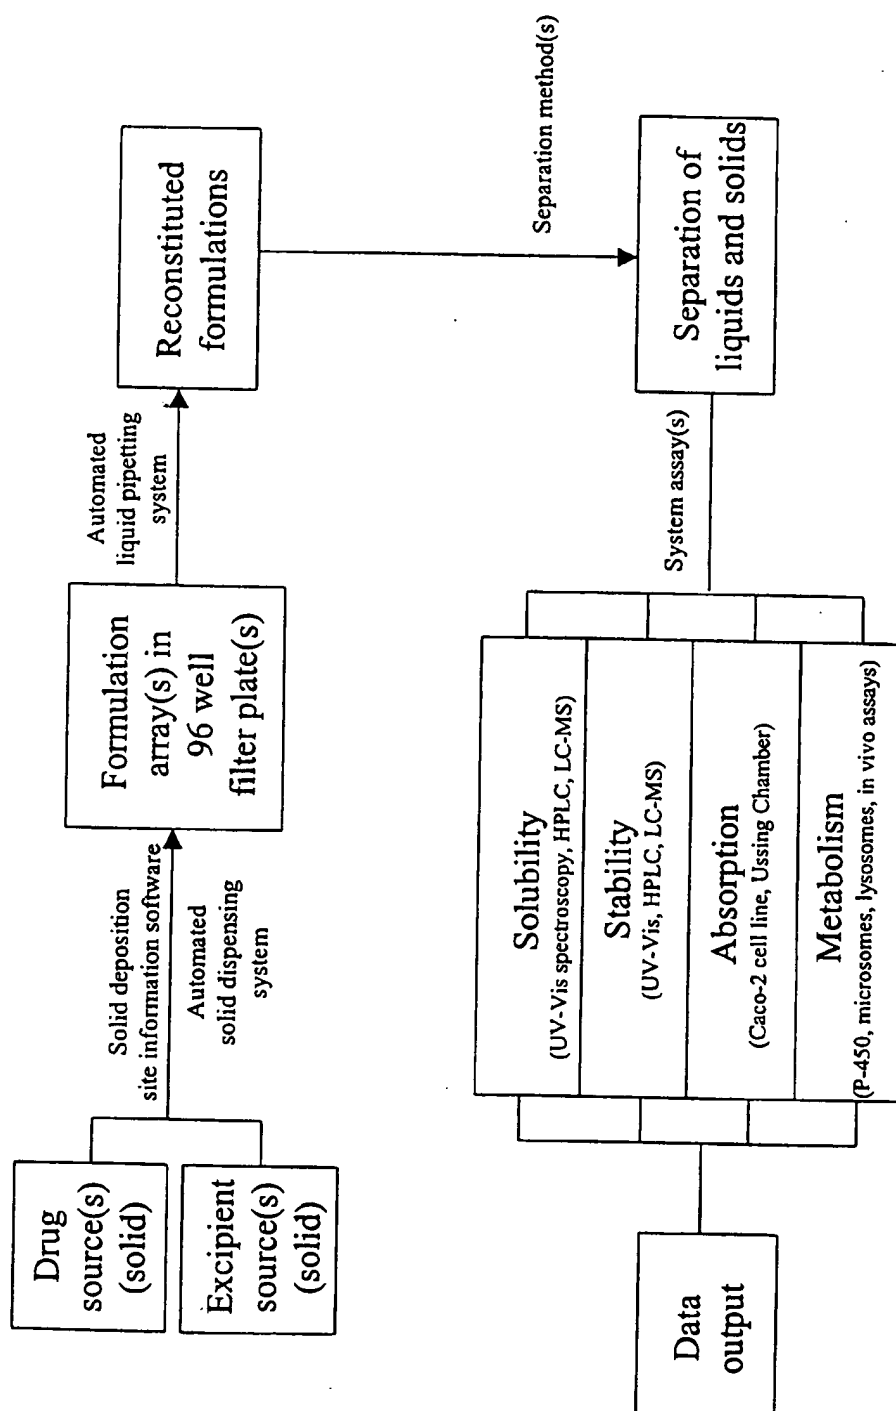 Drug
source(s)
(solid)
Excipient
source(s)
(solid)
Solid deposition
site information software
Automated
solid dispensing
system
Formulation
array(s) in
96 well
filter plate(s)
Automated
liquid pipetting
system
Reconstituted
formulations
Separation method(s)
Separation of
liquids and solids
System assay(s)
Solubility
(UV-Vis spectroscopy, HPLC, LC-MS)
Stability
(UV-Vis, HPLC, LC-MS)
Absorption
(Caco-2 cell line, Ussing Chamber)
Metabolism
(P-450, microsomes, lysosomes, in vivo assays)
Data
output